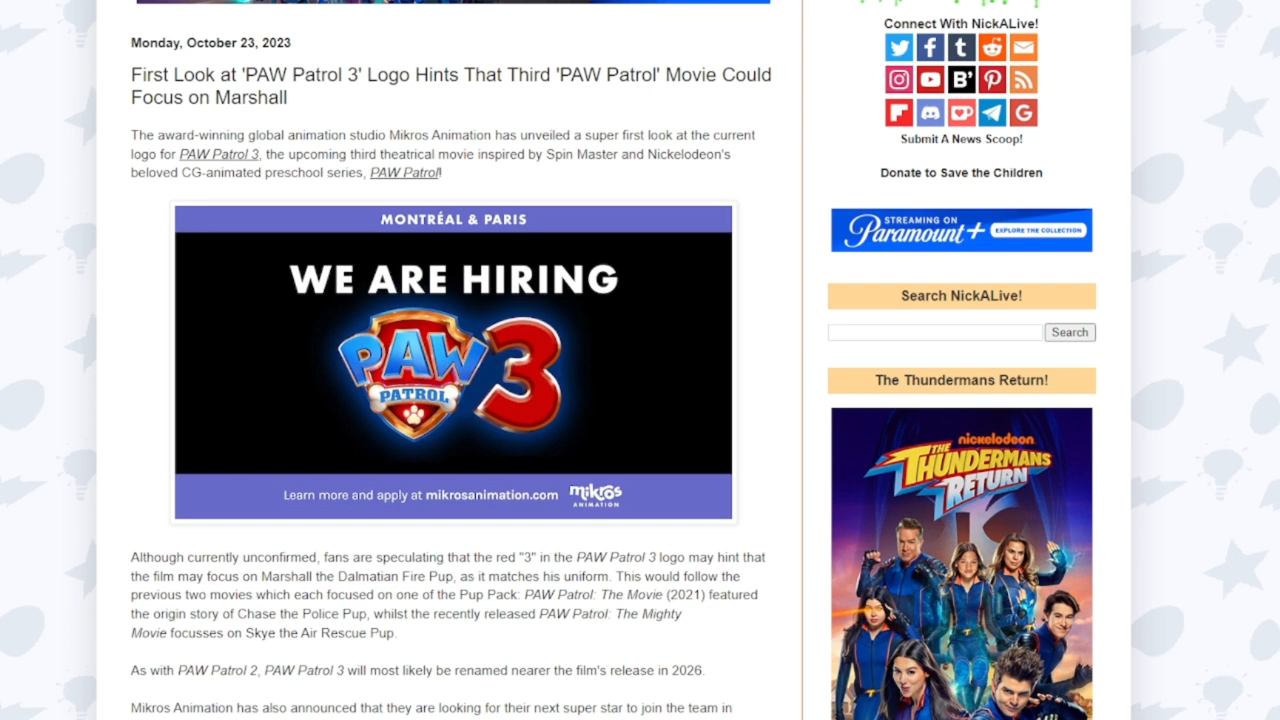 Monday, October 23, 2023
First Look at 'PAW Patrol 3' Logo Hints That Third 'PAW Patrol' Movie Could
Focus on Marshall
The award-winning global animation studio Mikros Animation has unveiled a super first look at the current
logo for PAW Patrol 3, the upcoming third theatrical movie inspired by Spin Master and Nickelodeon's
beloved CG-animated preschool series, PAW Patrol!
MONTRÉAL & PARIS
WE ARE HIRING
PAW
PATROL
3
Learn more and apply at mikrosanimation.com
mikros
ANIMATION
Although currently unconfirmed, fans are speculating that the red "3" in the PAW Patrol 3 logo may hint that
the film may focus on Marshall the Dalmatian Fire Pup, as it matches his uniform. This would follow the
previous two movies which each focused on one of the Pup Pack: PAW Patrol: The Movie (2021) featured
the origin story of Chase the Police Pup, whilst the recently released PAW Patrol: The Mighty
Movie focusses on Skye the Air Rescue Pup.
As with PAW Patrol 2, PAW Patrol 3 will most likely be renamed nearer the film's release in 2026.
Mikros Animation has also announced that they are looking for their next super star to join the team in
Connect With NickALive!
Submit A News Scoop!
Donate to Save the Children
STREAMING ON
Paramount+
EXPLORE THE COLLECTION
Search NickALive!
Search
The Thundermans Return!
nickelodeon
THE
THUNDERMANS
RETURN